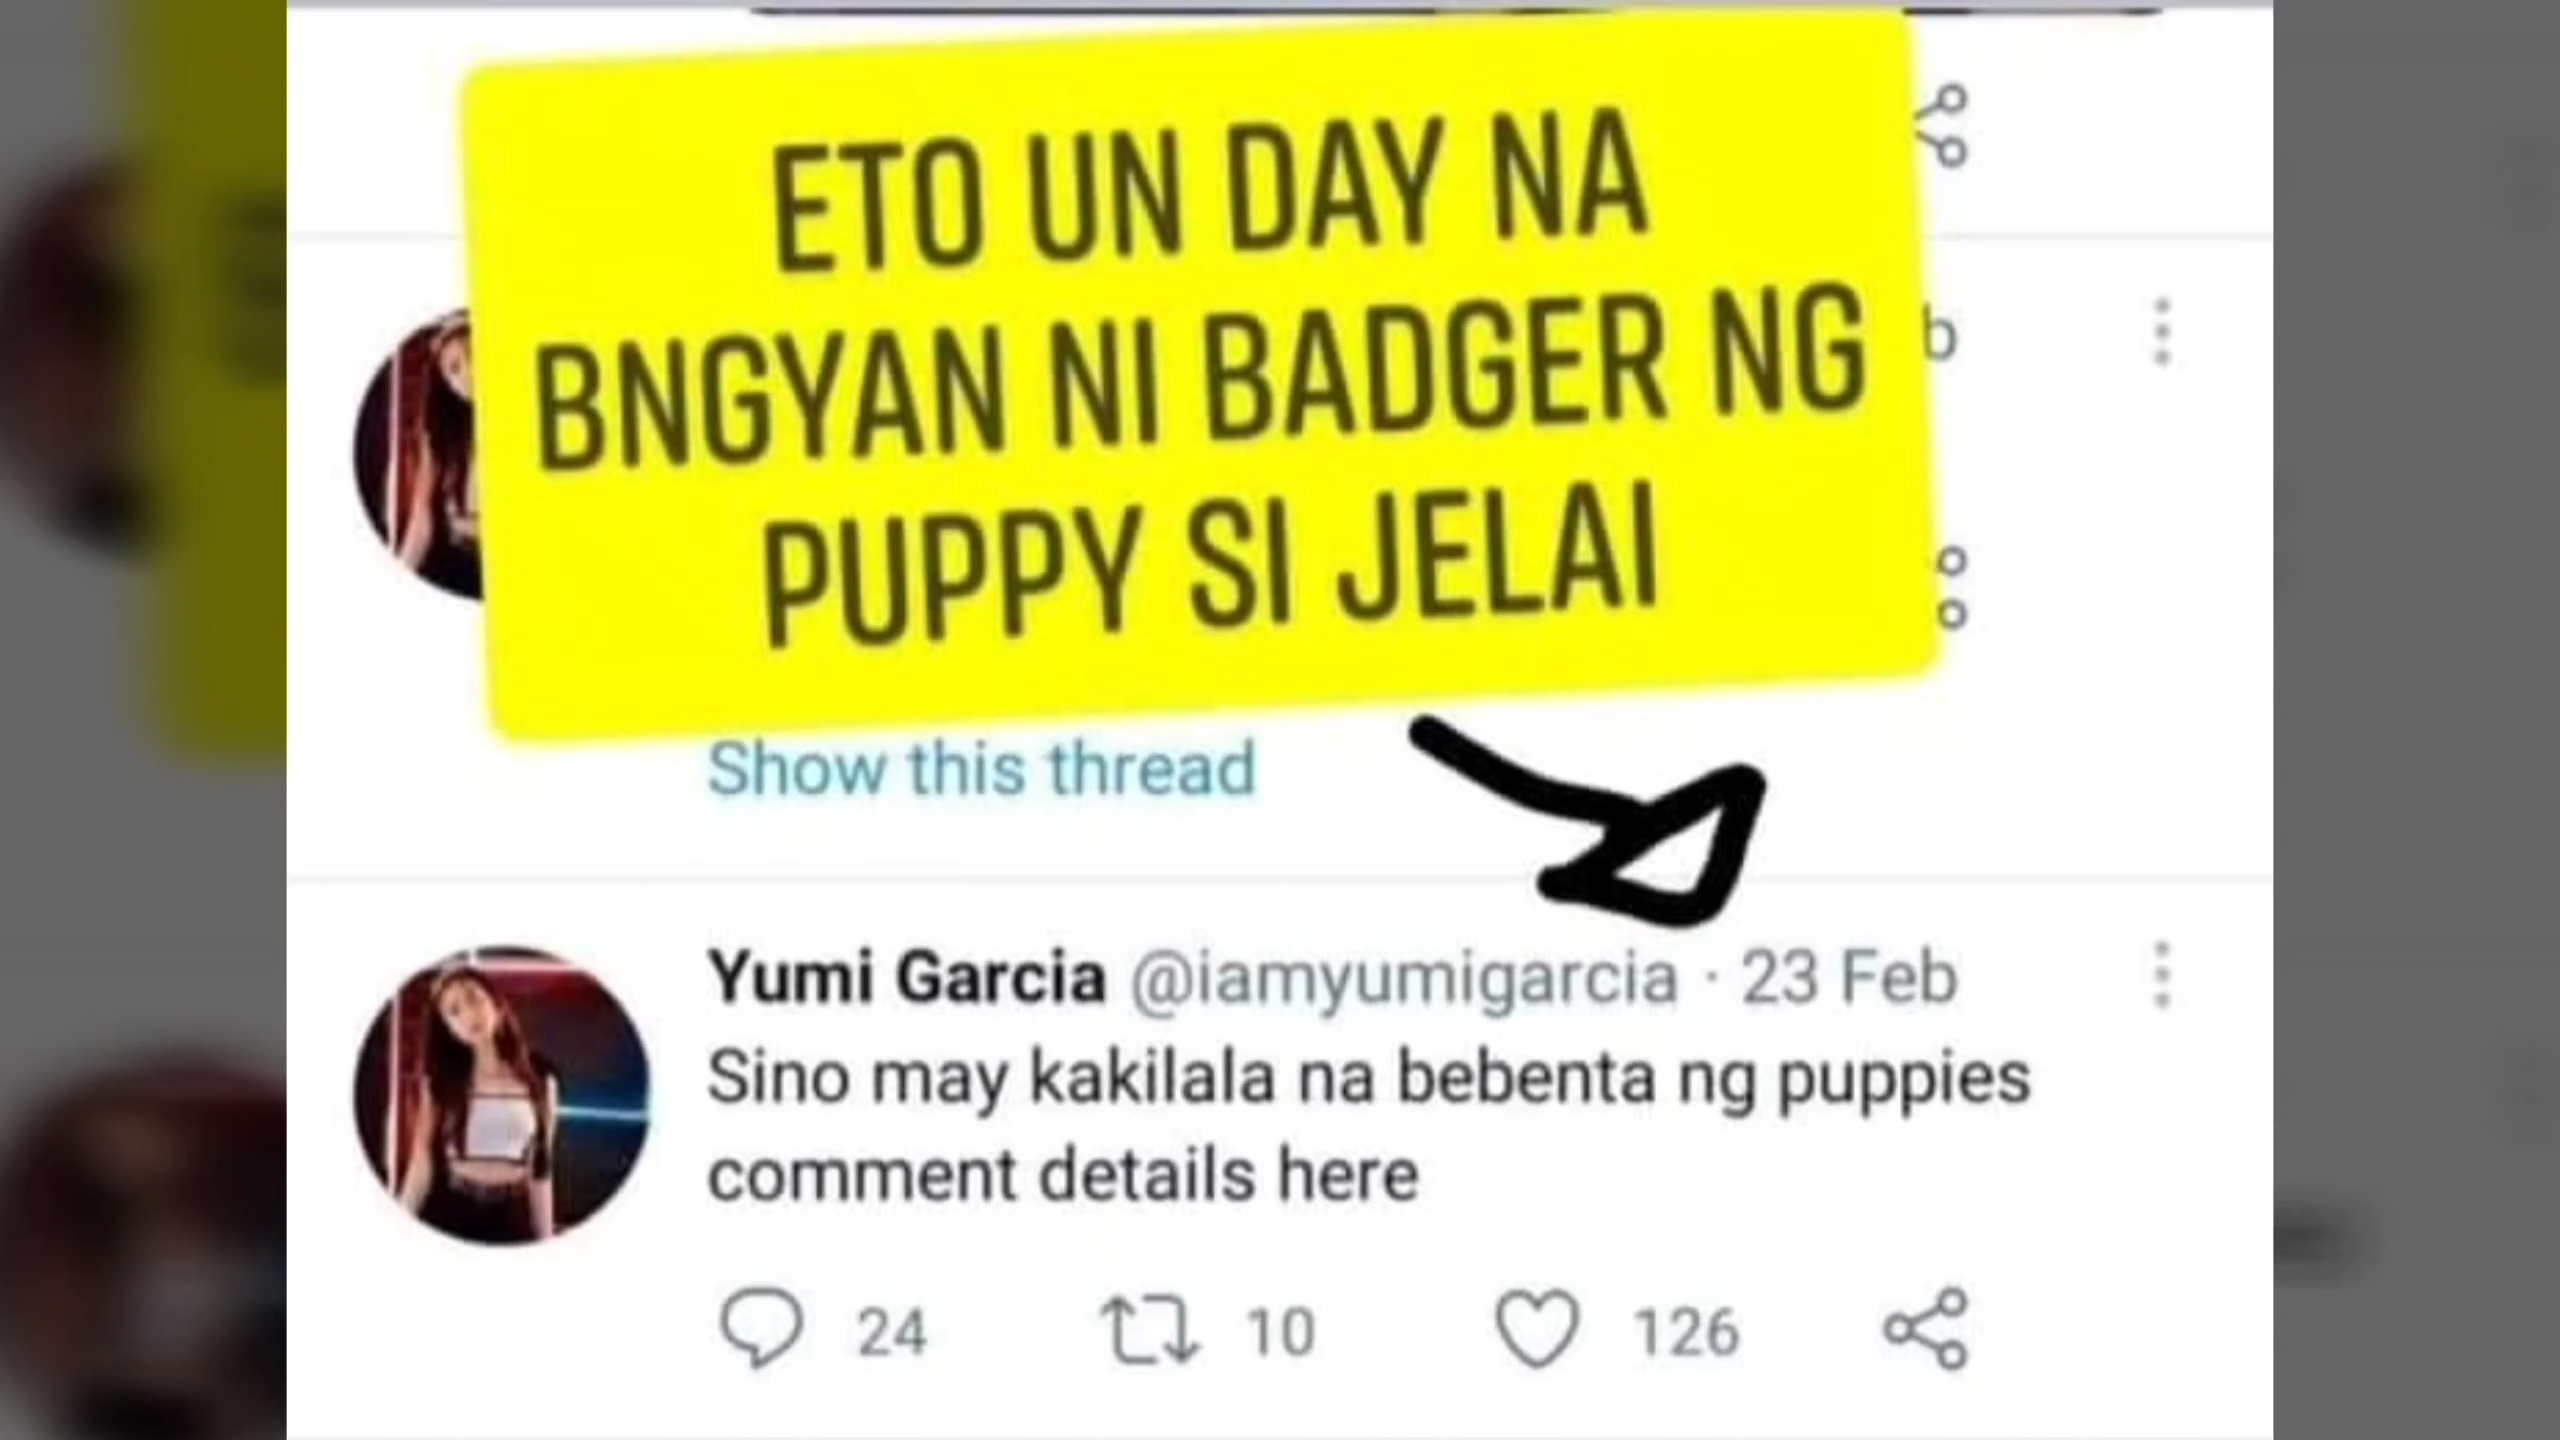 ETO UN DAY NA
BNGYAN NI BADGER NG
PUPPY SI JELAI
Show this thread
Yumi Garcia @iamyumigarcia · 23 Feb
Sino may kakilala na bebenta ng puppies
comment details here
24 10 126